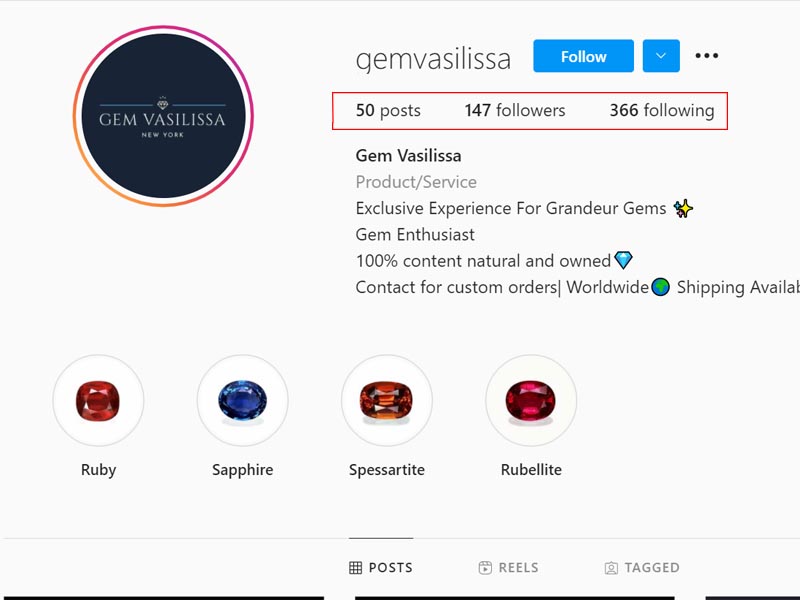 gemvasilissa
Follow
50 posts 147 followers 366 following
GEM VASILISSA
NEW YORK
Gem Vasilissa
Product/Service
Exclusive Experience For Grandeur Gems ✨
Gem Enthusiast
100% content natural and owned💎
Contact for custom orders| Worldwide🌍 Shipping Availab
Ruby Sapphire Spessartite Rubellite
POSTS REELS TAGGED